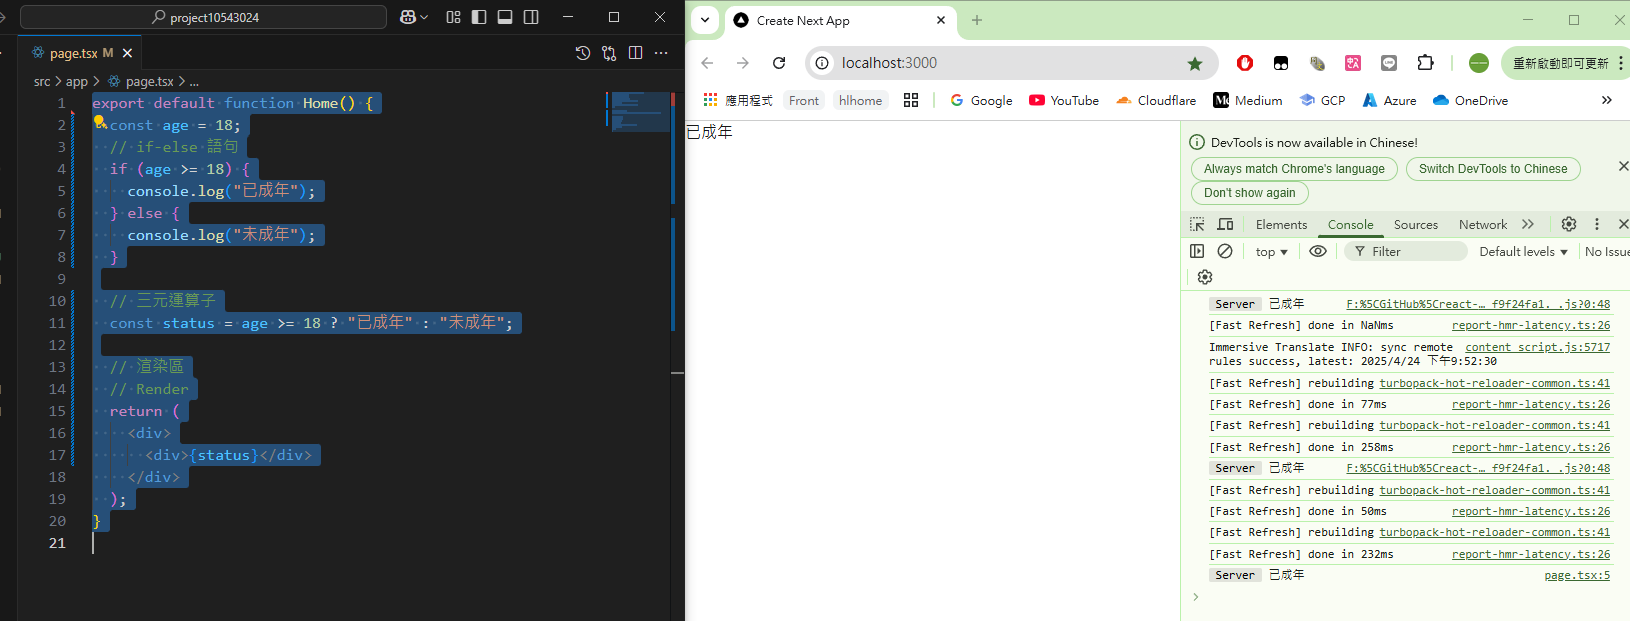 project10543024
page.tsx M
src > app > page.tsx > ...
1 export default function Home() {
2 const age = 18;
3 // if-else 語句
4 if (age >= 18) {
5 console.log("已成年");
6 } else {
7 console.log("未成年");
8 }
9
10 // 三元運算子
11 const status = age >= 18 ? "已成年" : "未成年";
12
13 // 渲染區
14 // Render
15 return (
16 <div>
17 <div>{status}</div>
18 </div>
19 );
20 }
21
Create Next App
localhost:3000
重新啟動即可更新
應用程式 Front hlhome Google YouTube Cloudflare Medium GCP Azure OneDrive
已成年
DevTools is now available in Chinese!
Always match Chrome's language Switch DevTools to Chinese
Don't show again
Elements Console Sources Network
top Filter Default levels No Issue
Server 已成年 F:%5CGitHub%5Creact-… f9f24fa1. .js?0:48
[Fast Refresh] done in NaNms report-hmr-latency.ts:26
Immersive Translate INFO: sync remote content_script.js:5717
rules success, latest: 2025/4/24 下午9:52:30
[Fast Refresh] rebuilding turbopack-hot-reloader-common.ts:41
[Fast Refresh] done in 77ms report-hmr-latency.ts:26
[Fast Refresh] rebuilding turbopack-hot-reloader-common.ts:41
[Fast Refresh] done in 258ms report-hmr-latency.ts:26
Server 已成年 F:%5CGitHub%5Creact-… f9f24fa1. .js?0:48
[Fast Refresh] rebuilding turbopack-hot-reloader-common.ts:41
[Fast Refresh] done in 50ms report-hmr-latency.ts:26
[Fast Refresh] rebuilding turbopack-hot-reloader-common.ts:41
[Fast Refresh] done in 232ms report-hmr-latency.ts:26
Server 已成年 page.tsx:5